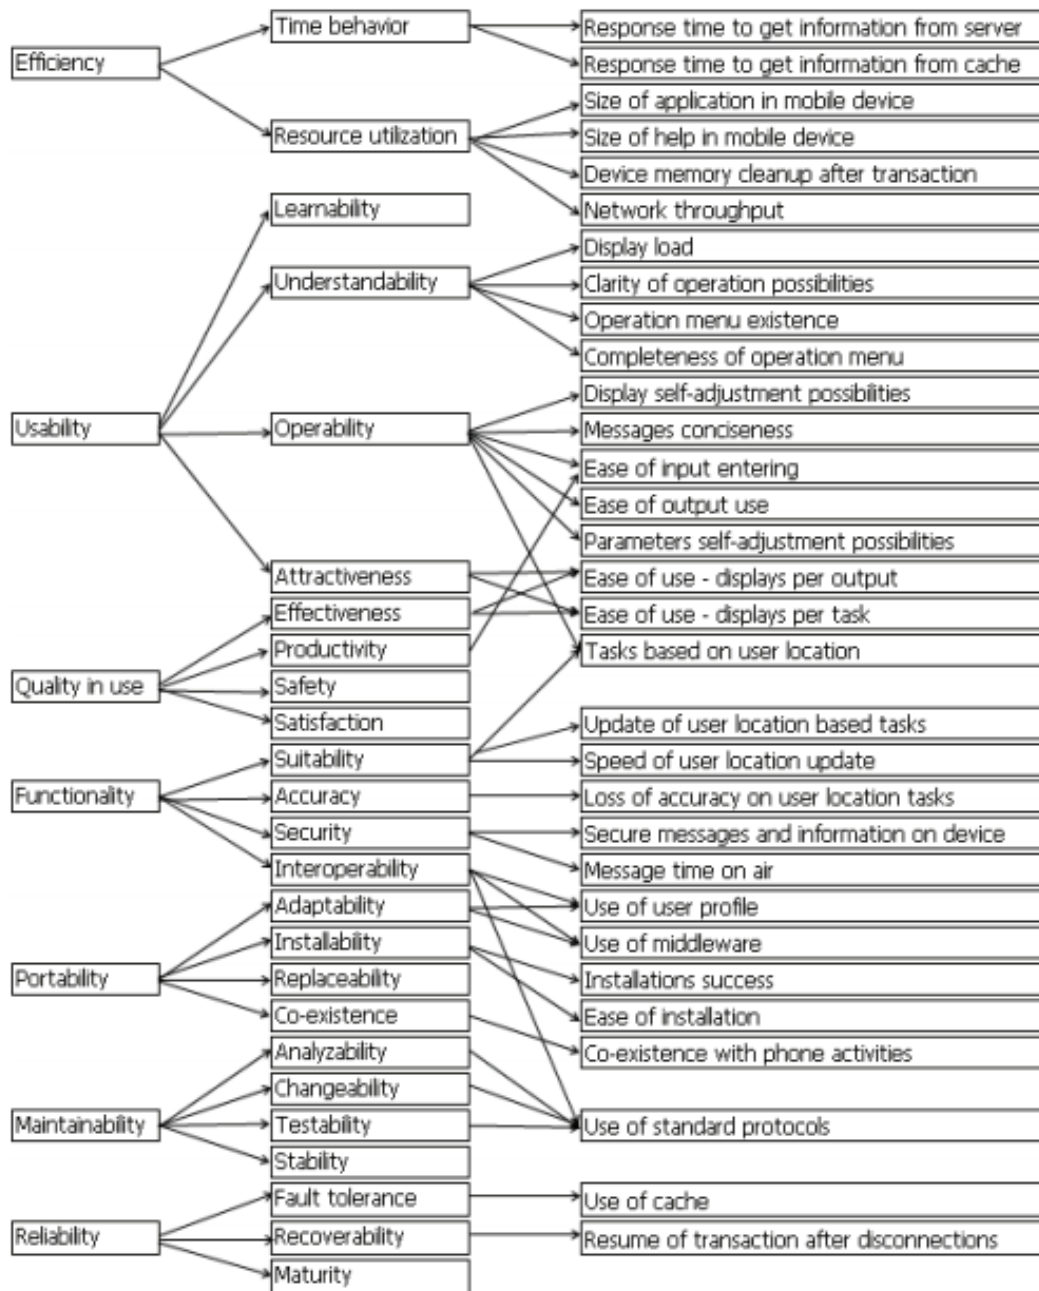 Efficiency
Usability
Quality in use
Functionality
Portability
Maintainability
Reliability
Time behavior
Resource utilization
Learnability
Understandability
Operability
Attractiveness
Effectiveness
Productivity
Safety
Satisfaction
Suitability
Accuracy
Security
Interoperability
Adaptability
Installability
Replaceability
Co-existence
Analyzability
Changeability
Testability
Stability
Fault tolerance
Recoverability
Maturity
Response time to get information from server
Response time to get information from cache
Size of application in mobile device
Size of help in mobile device
Device memory cleanup after transaction
Network throughput
Display load
Clarity of operation possibilities
Operation menu existence
Completeness of operation menu
Display self-adjustment possibilities
Messages conciseness
Ease of input entering
Ease of output use
Parameters self-adjustment possibilities
Ease of use - displays per output
Ease of use - displays per task
Tasks based on user location
Update of user location based tasks
Speed of user location update
Loss of accuracy on user location tasks
Secure messages and information on device
Message time on air
Use of user profile
Use of middleware
Installations success
Ease of installation
Co-existence with phone activities
Use of standard protocols
Use of cache
Resume of transaction after disconnections